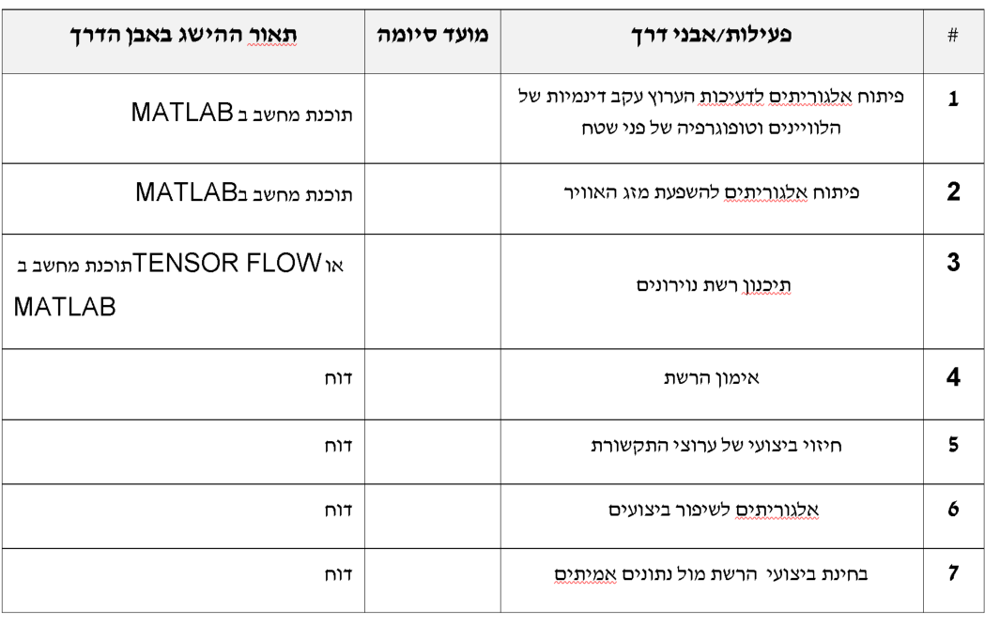 # פעילות/אבני דרך מועד סיומה תאור ההישג באבן הדרך
1 פיתוח אלגוריתים לדעיכות הערוץ עקב דינמיות של
הלוויינים וטופוגרפיה של פני שטח
תוכנת מחשב ב MATLAB
2 פיתוח אלגוריתים להשפעת מזג האוויר תוכנת מחשב בMATLAB
3 תיכנון רשת נוירונים
או TENSOR FLOWתוכנת מחשב ב
MATLAB
4 אימון הרשת דוח
5 חיזוי ביצועי של ערוצי התקשורת דוח
6 אלגוריתים לשיפור ביצועים דוח
7 בחינת ביצועי הרשת מול נתונים אמיתים דוח